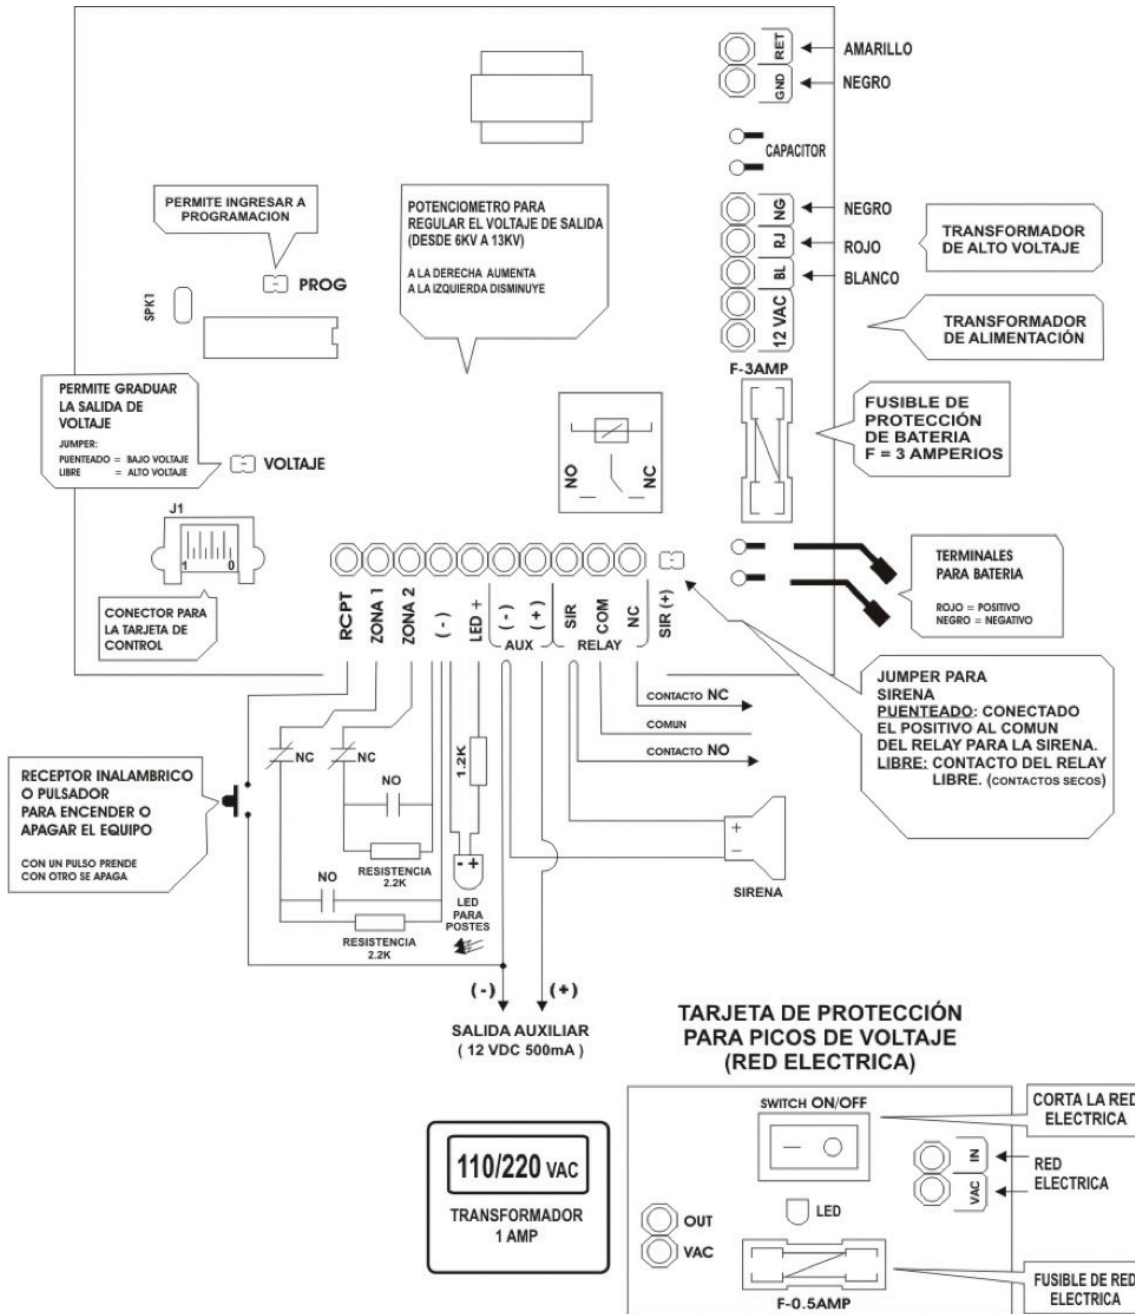 RET
AMARILLO
GND
NEGRO
CAPACITOR
PERMITE INGRESAR A
PROGRAMACION
PROG
SPK1
POTENCIOMETRO PARA
REGULAR EL VOLTAJE DE SALIDA
(DESDE 6KV A 13KV)
A LA DERECHA AUMENTA
A LA IZQUIERDA DISMINUYE
NG
NEGRO
RJ
ROJO
BL
BLANCO
12 VAC
TRANSFORMADOR
DE ALTO VOLTAJE
TRANSFORMADOR
DE ALIMENTACIÓN
F-3AMP
FUSIBLE DE
PROTECCIÓN
DE BATERIA
F = 3 AMPERIOS
PERMITE GRADUAR
LA SALIDA DE
VOLTAJE
JUMPER:
PUENTEADO = BAJO VOLTAJE
LIBRE = ALTO VOLTAJE
VOLTAJE
NO
NC
J1
1 0
CONECTOR PARA
LA TARJETA DE
CONTROL
RCPT
ZONA 1
ZONA 2
(-)
LED +
(-)
(+)
AUX
SIR
COM
NC
RELAY
SIR (+)
TERMINALES
PARA BATERIA
ROJO = POSITIVO
NEGRO = NEGATIVO
JUMPER PARA
SIRENA
PUENTEADO: CONECTADO
EL POSITIVO AL COMUN
DEL RELAY PARA LA SIRENA.
LIBRE: CONTACTO DEL RELAY
LIBRE. (CONTACTOS SECOS)
CONTACTO NC
COMUN
CONTACTO NO
RECEPTOR INALAMBRICO
O PULSADOR
PARA ENCENDER O
APAGAR EL EQUIPO
CON UN PULSO PRENDE
CON OTRO SE APAGA
NC
NC
NO
1.2K
RESISTENCIA
2.2K
NO
RESISTENCIA
2.2K
- +
LED
PARA
POSTES
+
-
SIRENA
(-)
(+)
SALIDA AUXILIAR
( 12 VDC 500mA )
TARJETA DE PROTECCIÓN
PARA PICOS DE VOLTAJE
(RED ELECTRICA)
110/220 VAC
TRANSFORMADOR
1 AMP
SWITCH ON/OFF
CORTA LA RED
ELECTRICA
IN
VAC
RED
ELECTRICA
LED
OUT
VAC
F-0.5AMP
FUSIBLE DE RED
ELECTRICA